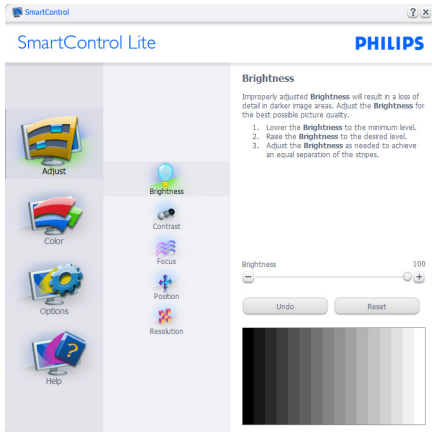 SmartControl
SmartControl Lite
PHILIPS
Adjust
Color
Options
Help
Brightness
Contrast
Focus
Position
Resolution
Brightness
Improperly adjusted Brightness will result in a loss of
detail in darker image areas. Adjust the Brightness for
the best possible picture quality.
1. Lower the Brightness to the minimum level.
2. Raise the Brightness to the desired level.
3. Adjust the Brightness as needed to achieve
an equal separation of the stripes.
Brightness 100
Undo Reset